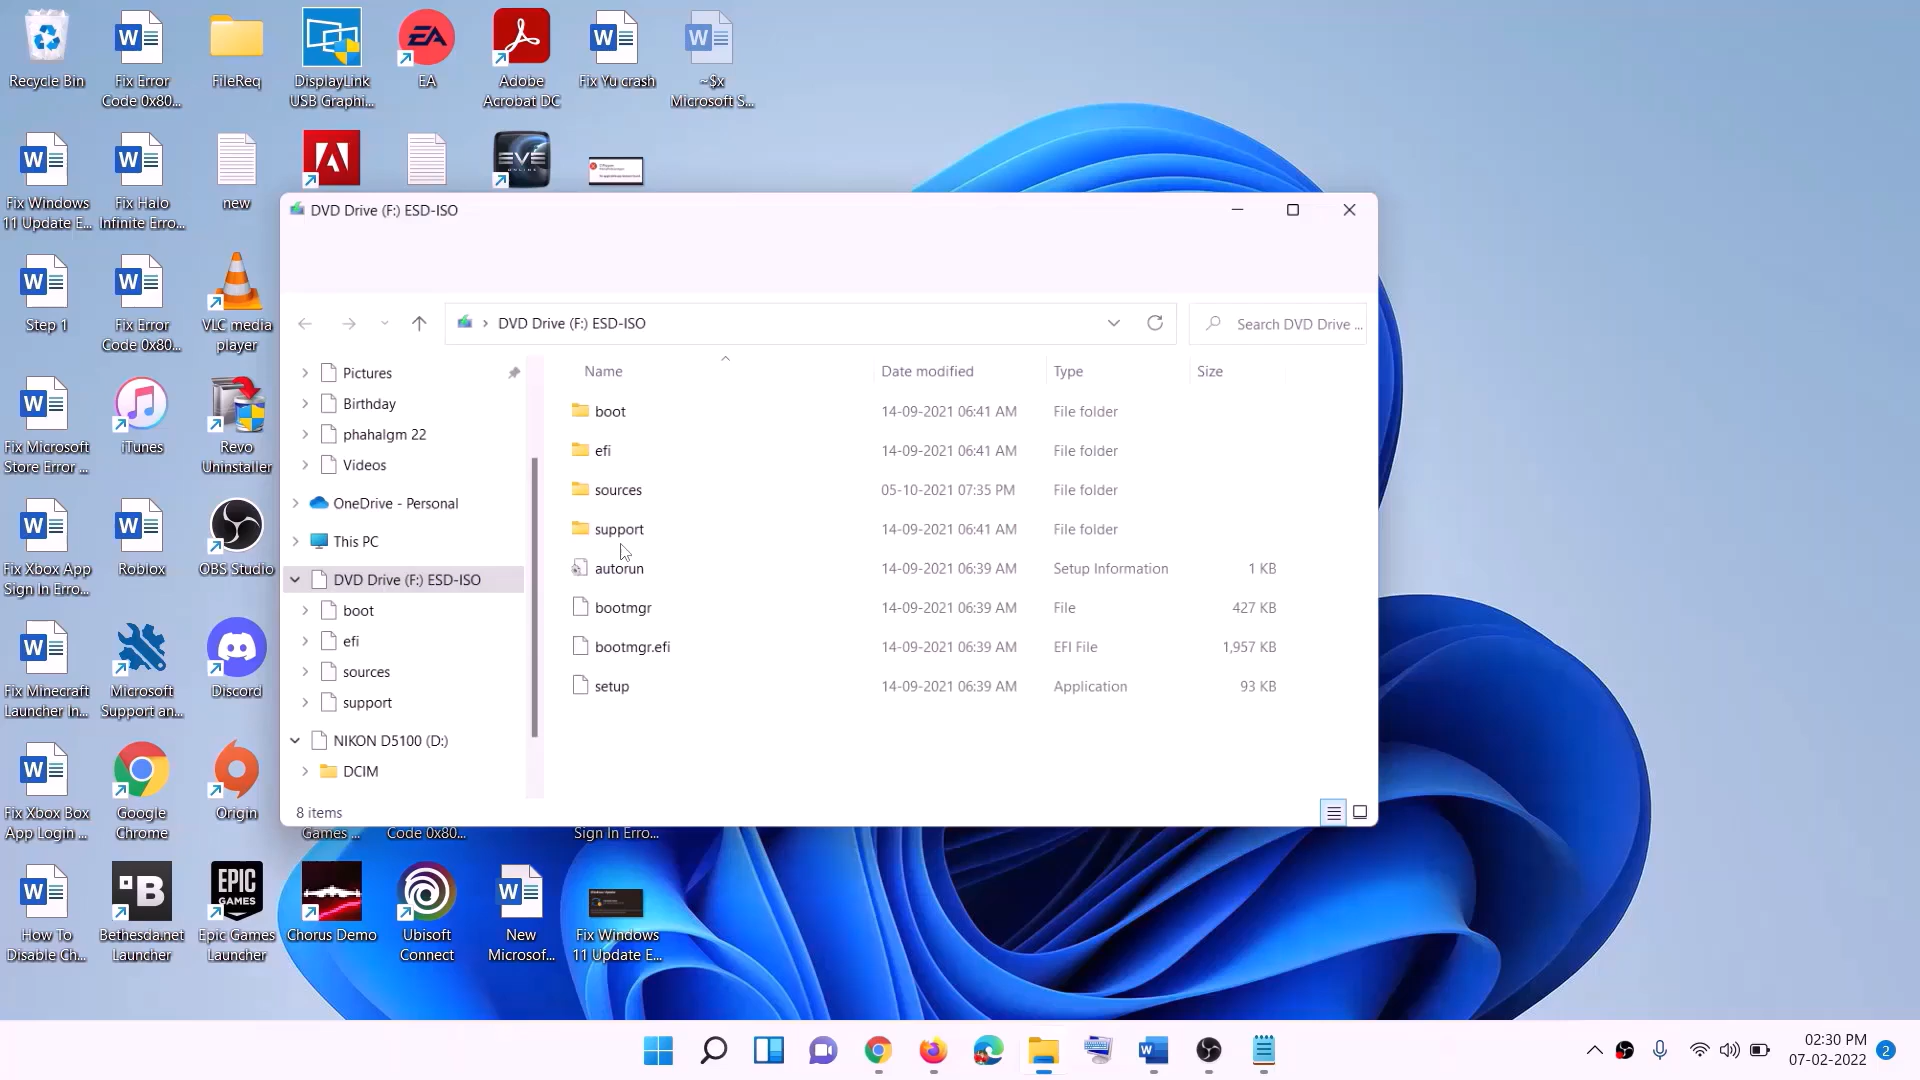 Recycle Bin
Fix Error
Code 0x80...
FileReq
DisplayLink
USB Graphi...
EA
Adobe
Acrobat DC
Fix Yu crash
~$x
Microsoft S...
Fix Windows
11 Update E...
Fix Halo
Infinite Erro...
new
EVE
ONLINE
Step 1
Fix Error
Code 0x80...
VLC media
player
Fix Microsoft
Store Error ...
iTunes
Revo
Uninstaller
Fix Xbox App
Sign In Erro...
Roblox
OBS Studio
Fix Minecraft
Launcher In...
Microsoft
Support an...
Discord
Fix Xbox Box
App Login ...
Google
Chrome
Origin
Games ...
Code 0x80...
Sign In Erro...
How To
Disable Ch...
Bethesda.net
Launcher
EPIC
GAMES
Epic Games
Launcher
Chorus Demo
Ubisoft
Connect
New
Microsof...
Fix Windows
11 Update E...
DVD Drive (F:) ESD-ISO
DVD Drive (F:) ESD-ISO
Search DVD Drive ...
Pictures
Birthday
phahalgm 22
Videos
OneDrive - Personal
This PC
DVD Drive (F:) ESD-ISO
boot
efi
sources
support
NIKON D5100 (D:)
DCIM
Name Date modified Type Size
boot 14-09-2021 06:41 AM File folder
efi 14-09-2021 06:41 AM File folder
sources 05-10-2021 07:35 PM File folder
support 14-09-2021 06:41 AM File folder
autorun 14-09-2021 06:39 AM Setup Information 1 KB
bootmgr 14-09-2021 06:39 AM File 427 KB
bootmgr.efi 14-09-2021 06:39 AM EFI File 1,957 KB
setup 14-09-2021 06:39 AM Application 93 KB
8 items
02:30 PM
07-02-2022
2